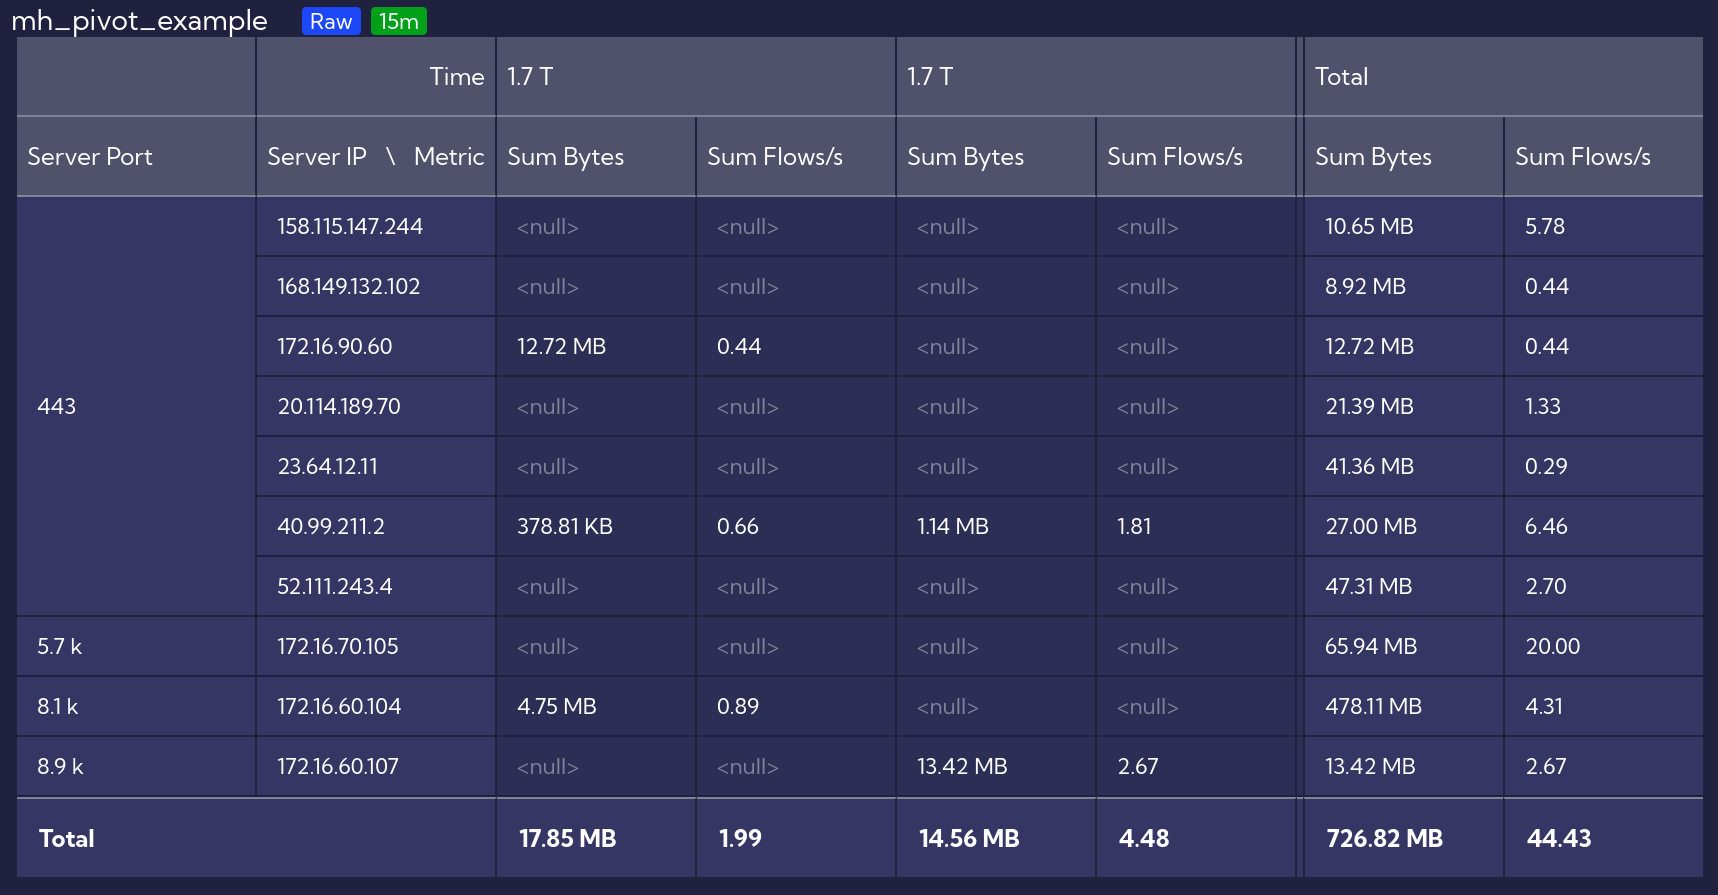 mh_pivot_example Raw 15m
Time 1.7 T 1.7 T Total
Server Port Server IP \ Metric Sum Bytes Sum Flows/s Sum Bytes Sum Flows/s Sum Bytes Sum Flows/s
158.115.147.244 <null> <null> <null> <null> 10.65 MB 5.78
168.149.132.102 <null> <null> <null> <null> 8.92 MB 0.44
172.16.90.60 12.72 MB 0.44 <null> <null> 12.72 MB 0.44
443 20.114.189.70 <null> <null> <null> <null> 21.39 MB 1.33
23.64.12.11 <null> <null> <null> <null> 41.36 MB 0.29
40.99.211.2 378.81 KB 0.66 1.14 MB 1.81 27.00 MB 6.46
52.111.243.4 <null> <null> <null> <null> 47.31 MB 2.70
5.7 k 172.16.70.105 <null> <null> <null> <null> 65.94 MB 20.00
8.1 k 172.16.60.104 4.75 MB 0.89 <null> <null> 478.11 MB 4.31
8.9 k 172.16.60.107 <null> <null> 13.42 MB 2.67 13.42 MB 2.67
Total 17.85 MB 1.99 14.56 MB 4.48 726.82 MB 44.43